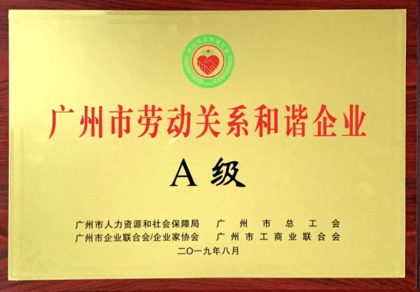 广州市劳动关系和谐企业
A级
广州市人力资源和社会保障局 广州市总工会
广州市企业联合会/企业家协会 广州市工商业联合会
二〇一九年八月